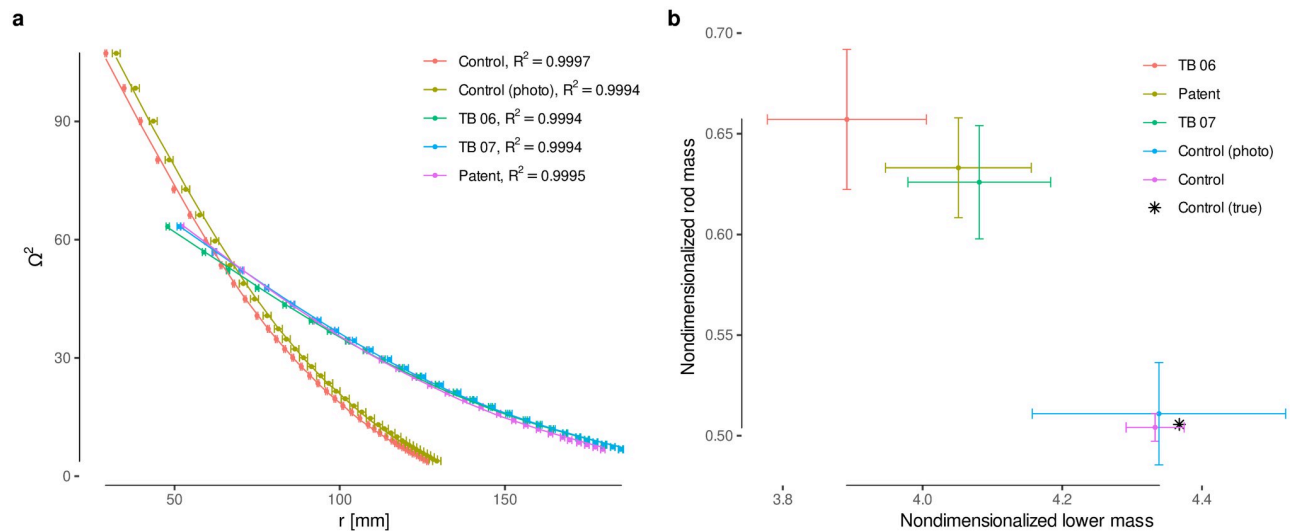 a
Control, R² = 0.9997
Control (photo), R² = 0.9994
TB 06, R² = 0.9994
TB 07, R² = 0.9994
Patent, R² = 0.9995
90
60
30
0
Ω²
50 100 150
r [mm]
b
TB 06
Patent
TB 07
Control (photo)
Control
Control (true)
0.70
0.65
0.60
0.55
0.50
Nondimensionalized rod mass
3.8 4.0 4.2 4.4
Nondimensionalized lower mass